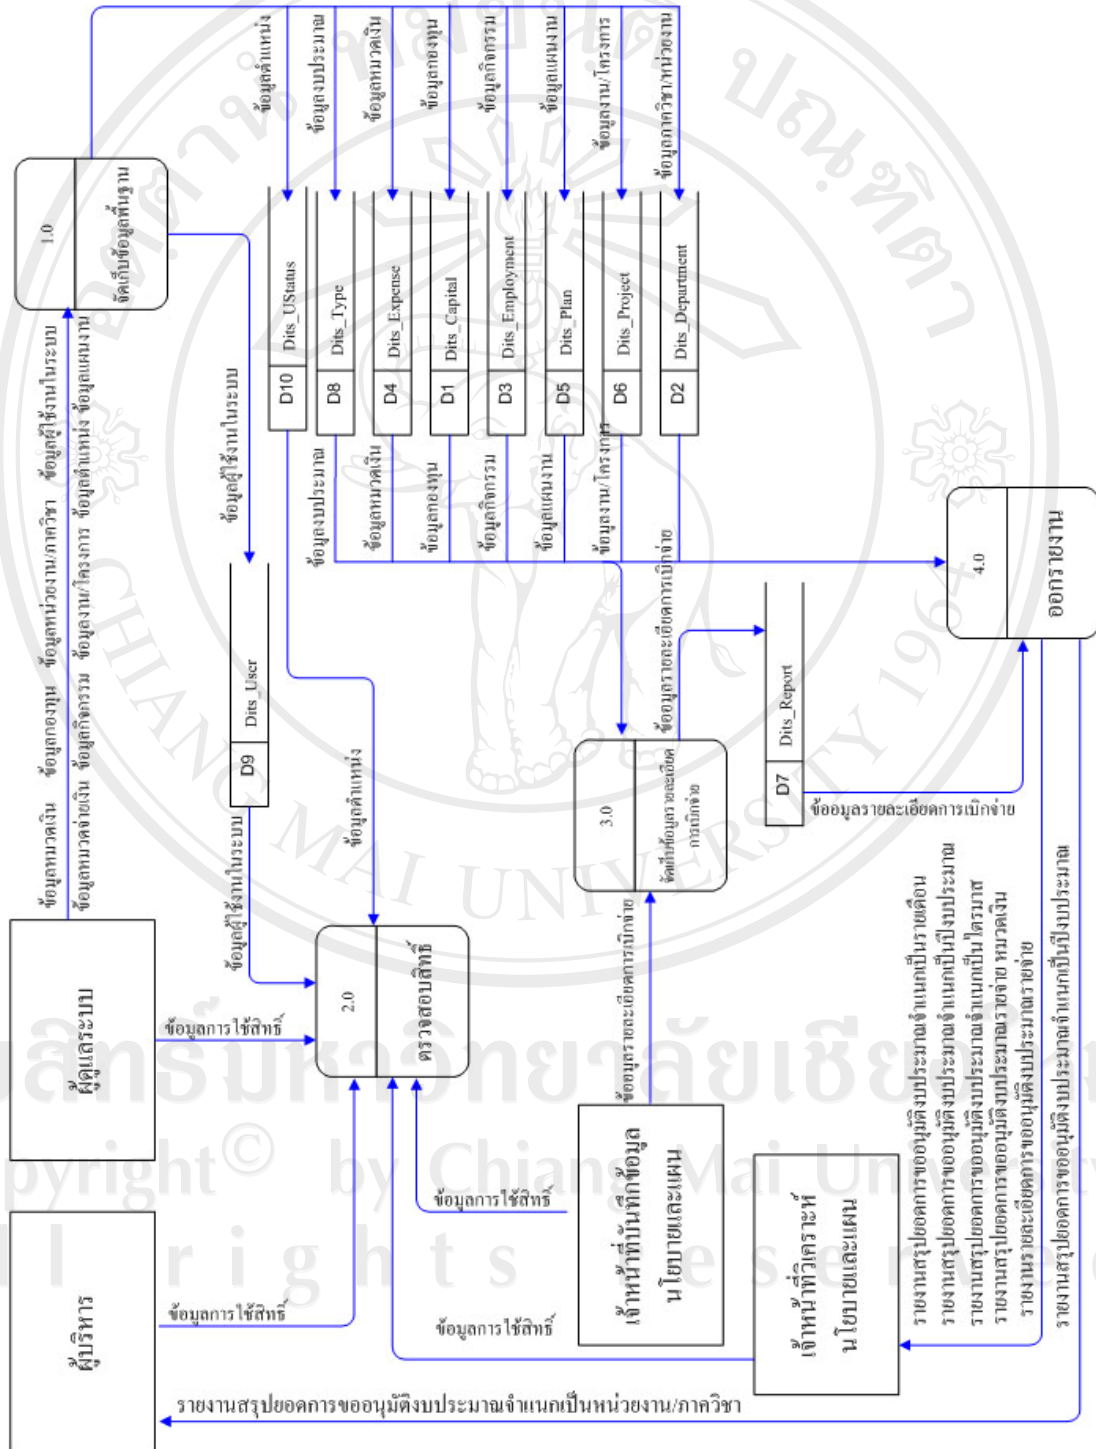 ข้อมูลตำแหน่ง
ข้อมูลงบประมาณ
ข้อมูลหมวดเงิน
ข้อมูลกองทุน
ข้อมูลกิจกรรม
ข้อมูลแผนงาน
ข้อมูลงาน/โครงการ
ข้อมูลภาควิชา/หน่วยงาน
1.0
จัดเก็บข้อมูลพื้นฐาน
D10 Dits_UStatus
D8 Dits_Type
D4 Dits_Expense
D1 Dits_Capital
D3 Dits_Employment
D5 Dits_Plan
D6 Dits_Project
D2 Dits_Department
ข้อมูลหมวดเงิน ข้อมูลกองทุน ข้อมูลหน่วยงาน/ภาควิชา ข้อมูลผู้ใช้งานในระบบ
ข้อมูลหมวดจ่ายเงิน ข้อมูลกิจกรรม ข้อมูลงาน/โครงการ ข้อมูลตำแหน่ง ข้อมูลแผนงาน
ข้อมูลผู้ใช้งานในระบบ
ข้อมูลงบประมาณ
ข้อมูลหมวดเงิน
ข้อมูลกองทุน
ข้อมูลกิจกรรม
ข้อมูลแผนงาน
ข้อมูลงาน/โครงการ
D9 Dits_User
ข้อมูลผู้ใช้งานในระบบ
ข้อมูลตำแหน่ง
ข้ออมูลรายละเอียดการเบิกจ่าย
4.0
ออกรายงาน
D7 Dits_Report
ข้ออมูลรายละเอียดการเบิกจ่าย
3.0
จัดเก็บข้อมูลรายละเอียด
การเบิกจ่าย
ข้ออมูลรายละเอียดการเบิกจ่าย
2.0
ตรวจสอบสิทธิ์
ผู้ดูแลระบบ
ข้อมูลการใช้สิทธิ์
เจ้าหน้าที่บันทึกข้อมูล
นโยบายและแผน
ข้อมูลการใช้สิทธิ์
เจ้าหน้าที่วิเคราะห์
นโยบายและแผน
ข้อมูลการใช้สิทธิ์
ผู้บริหาร
ข้อมูลการใช้สิทธิ์
รายงานสรุปยอดการขออนุมัติงบประมาณจำแนกเป็นรายเดือน
รายงานสรุปยอดการขออนุมัติงบประมาณจำแนกเป็นปีงบประมาณ
รายงานสรุปยอดการขออนุมัติงบประมาณจำแนกเป็นไตรมาส
รายงานสรุปยอดการขออนุมัติงบประมาณรายจ่าย หมวดเงิน
รายงานรายละเอียดการขออนุมัติงบประมาณรายจ่าย
รายงานสรุปยอดการขออนุมัติงบประมาณจำแนกเป็นปีงบประมาณ
รายงานสรุปยอดการขออนุมัติงบประมาณจำแนกเป็นหน่วยงาน/ภาควิชา
CHIANG MAI UNIVERSITY 1964
by Chiang Mai University